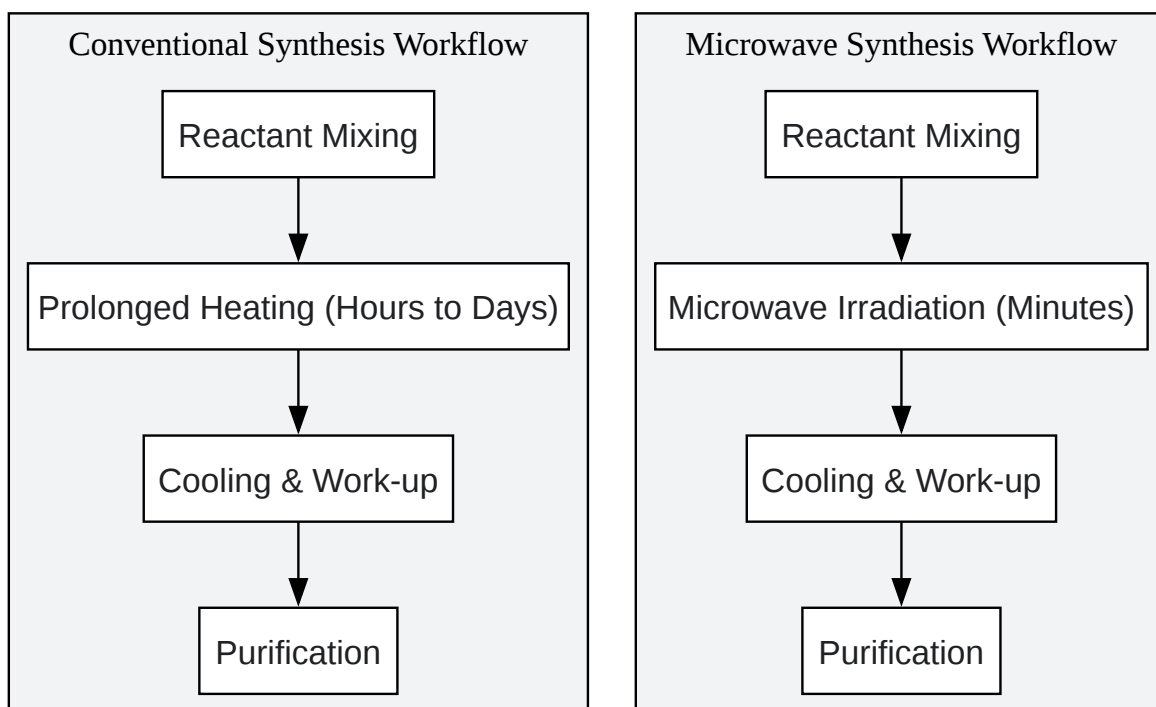 Conventional Synthesis Workflow
Reactant Mixing
Prolonged Heating (Hours to Days)
Cooling & Work-up
Purification
Microwave Synthesis Workflow
Reactant Mixing
Microwave Irradiation (Minutes)
Cooling & Work-up
Purification